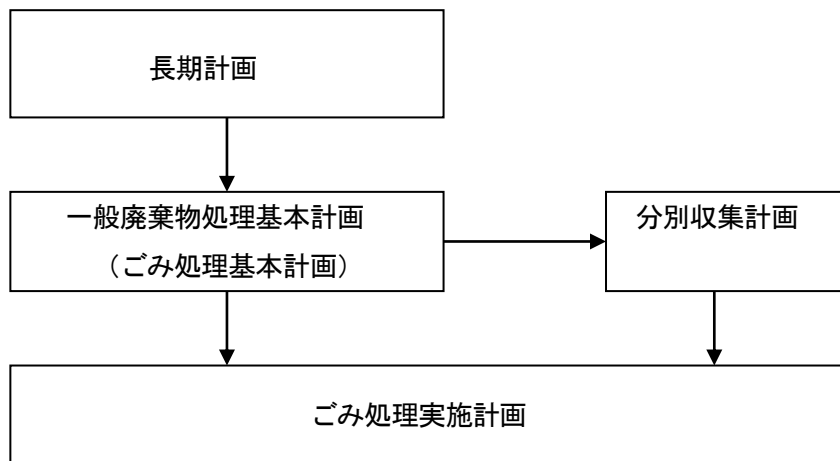 長期計画
一般廃棄物処理基本計画
（ごみ処理基本計画）
分別収集計画
ごみ処理実施計画